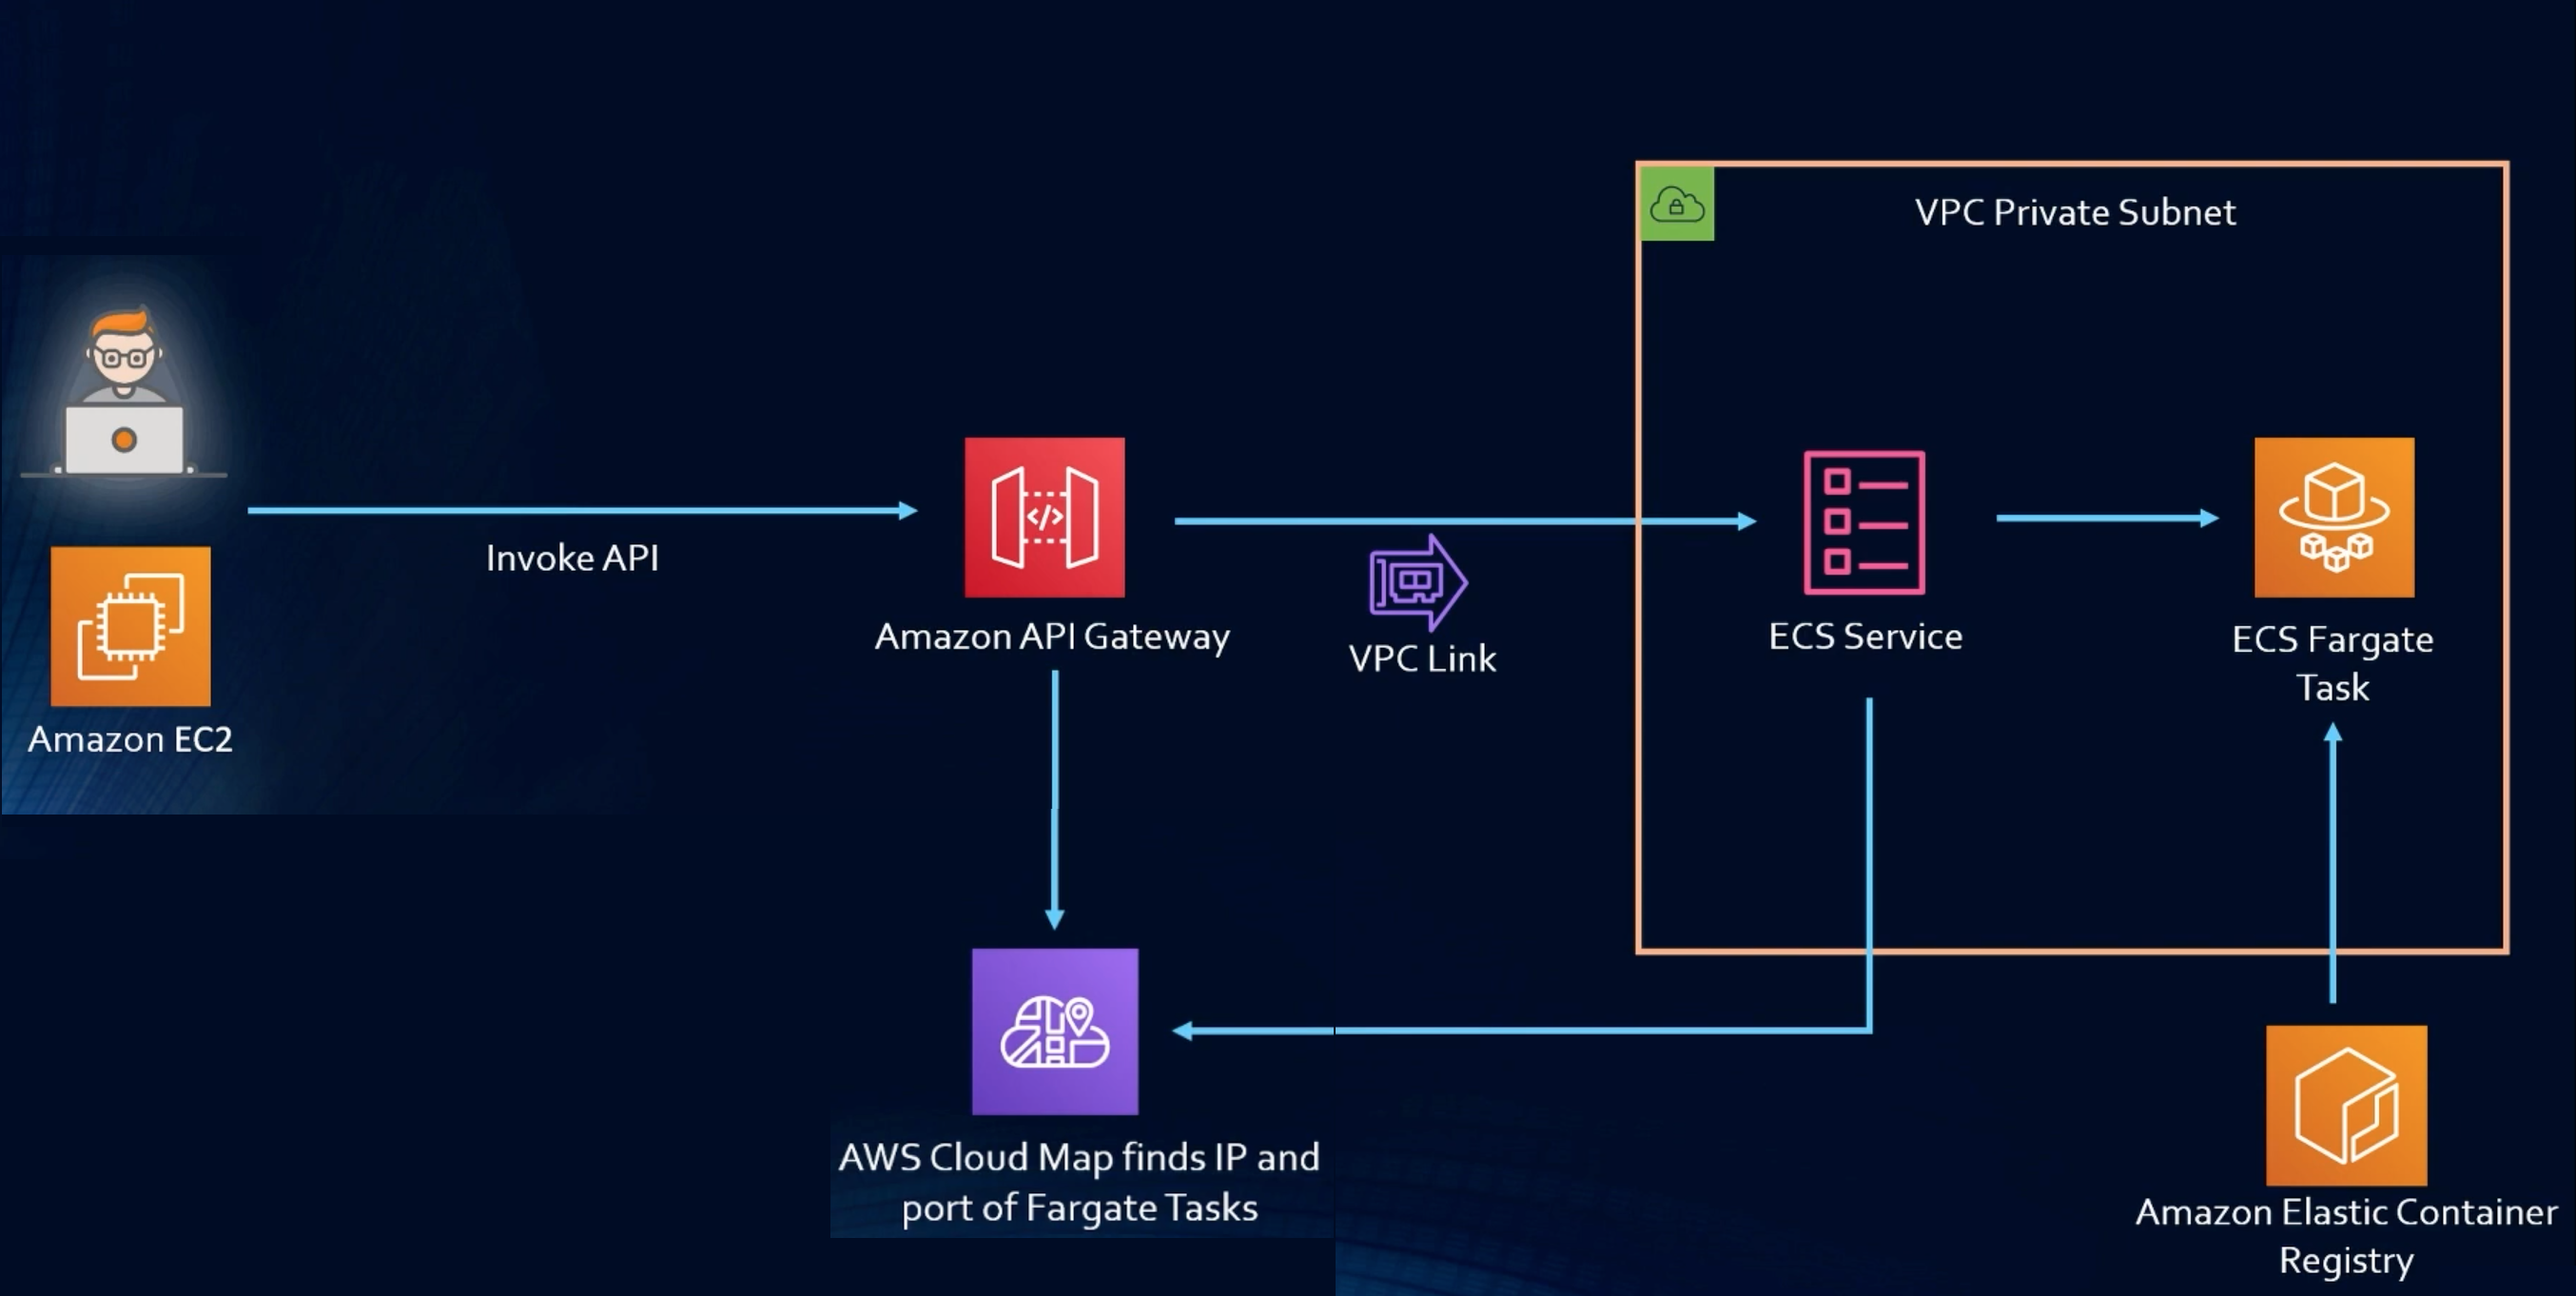 VPC Private Subnet
Invoke API
Amazon EC2
Amazon API Gateway
VPC Link
ECS Service
ECS Fargate
Task
AWS Cloud Map finds IP and
port of Fargate Tasks
Amazon Elastic Container
Registry